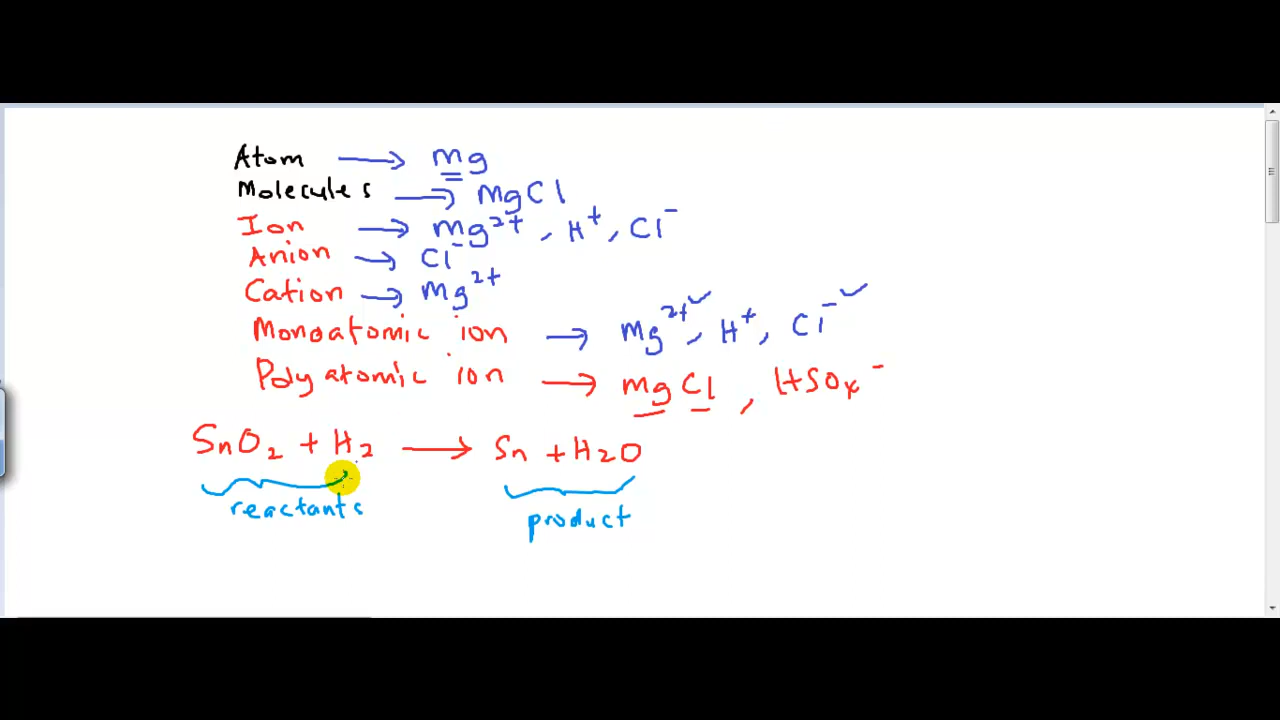 Atom → Mg
Molecules → MgCl
Ion → Mg²⁺, H⁺, Cl⁻
Anion → Cl⁻
Cation → Mg²⁺
Monoatomic ion → Mg²⁺ ✓, H⁺, Cl⁻ ✓
Polyatomic ion → MgCl, HSO₄⁻
SnO₂ + H₂ → Sn + H₂O
reactants product